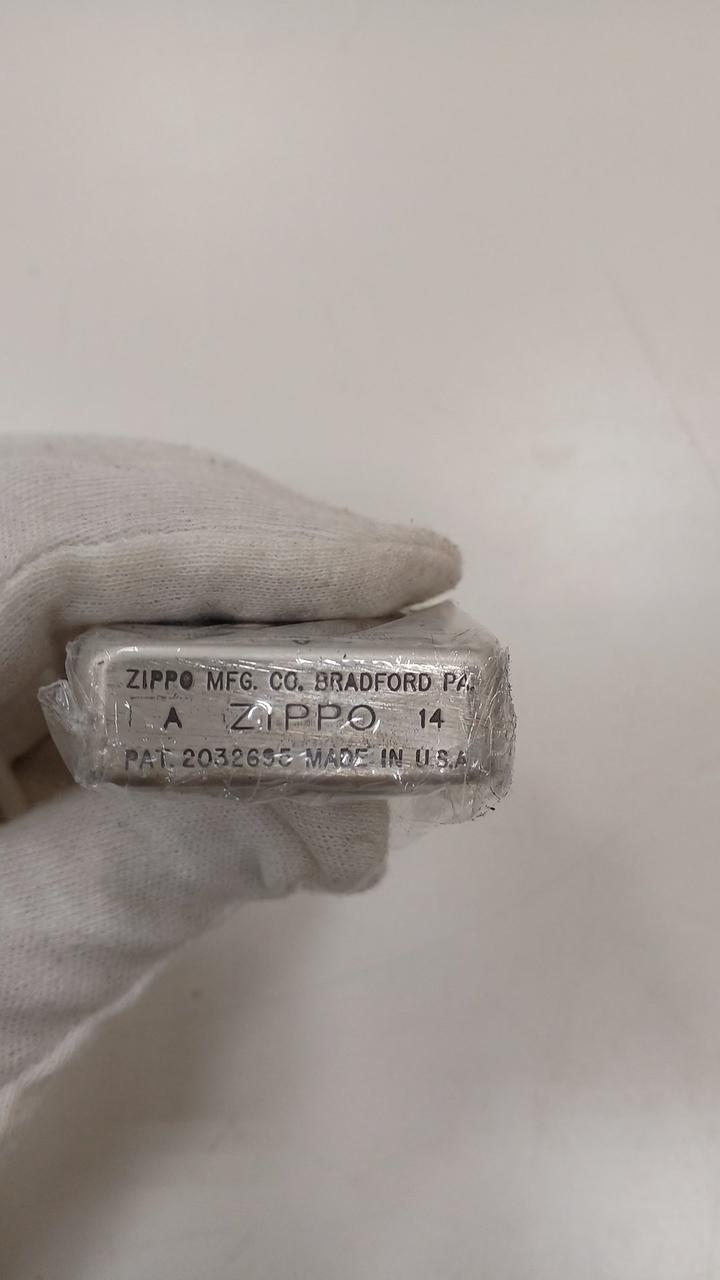 ZIPPO MFG. CO. BRADFORD PA.
A ZIPPO 14
PAT. 2032695 MADE IN U.S.A.